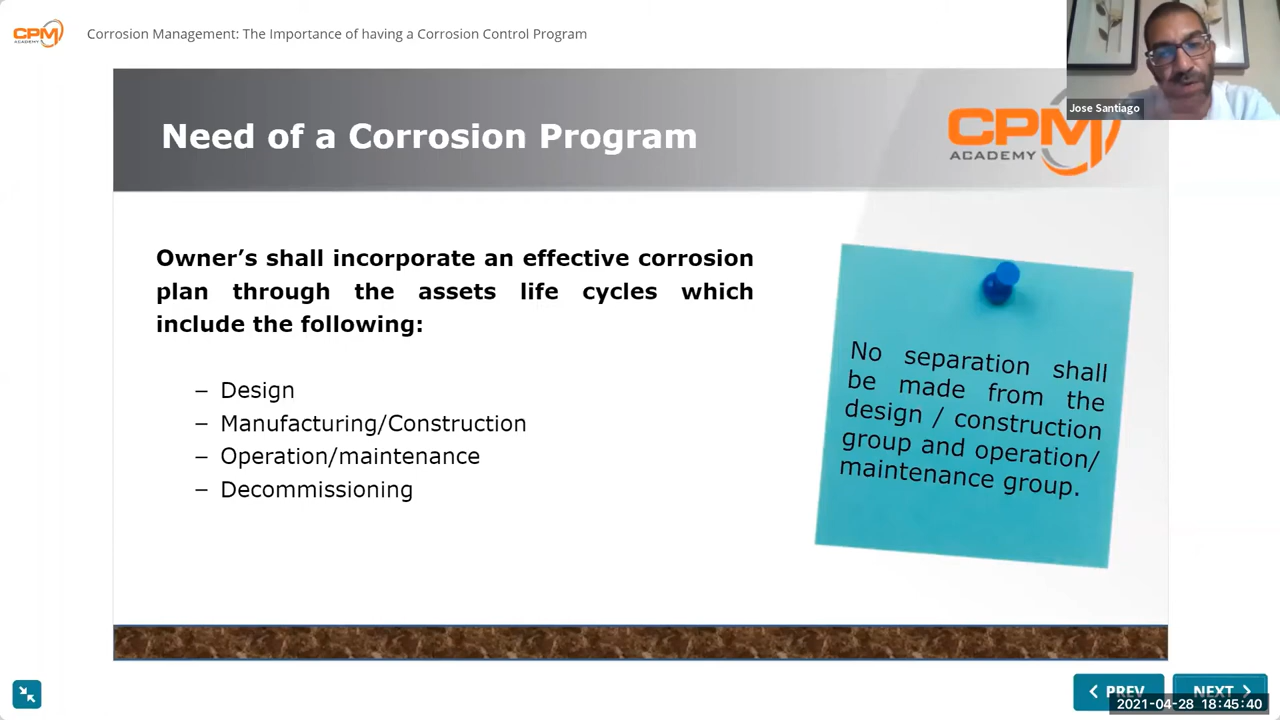 CPM
ACADEMY
Corrosion Management: The Importance of having a Corrosion Control Program
Jose Santiago
Need of a Corrosion Program
CPM
ACADEMY
Owner’s shall incorporate an effective corrosion
plan through the assets life cycles which
include the following:
– Design
– Manufacturing/Construction
– Operation/maintenance
– Decommissioning
No separation shall
be made from the
design / construction
group and operation/
maintenance group.
PREV
NEXT
2021-04-28 18:45:40